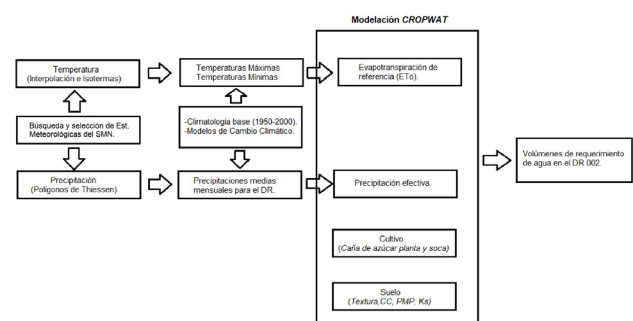 Modelación CROPWAT
Temperatura
(Interpolación e Isotermas)
Temperaturas Máximas
Temperaturas Mínimas
Evapotranspiración de
referencia (ETo).
Búsqueda y selección de Est.
Meteorológicas del SMN.
-Climatología base (1950-2000).
-Modelos de Cambio Climático.
Volúmenes de requerimiento
de agua en el DR 002.
Precipitación
(Polígonos de Thiessen)
Precipitaciones medias
mensuales para el DR.
Precipitación efectiva.
Cultivo
(Caña de azúcar planta y soca)
Suelo
(Textura,CC, PMP, Ks)